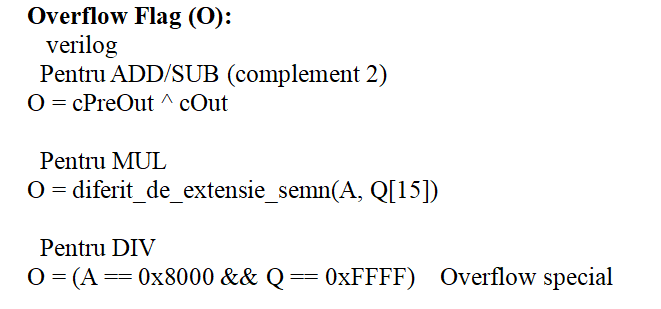 Overflow Flag (O):
verilog
Pentru ADD/SUB (complement 2)
O = cPreOut ^ cOut
Pentru MUL
O = diferit_de_extensie_semn(A, Q[15])
Pentru DIV
O = (A == 0x8000 && Q == 0xFFFF) Overflow special